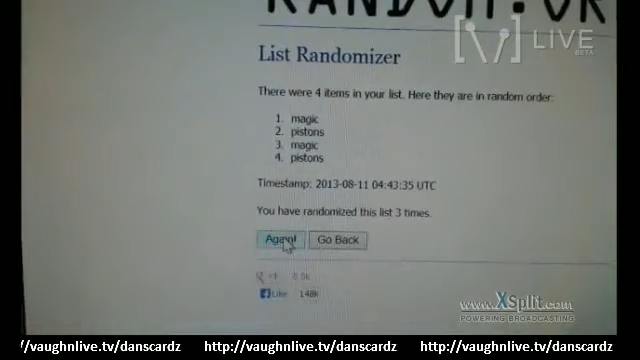 RANDOM.OR
[V] LIVE
BETA
List Randomizer
There were 4 items in your list. Here they are in random order:
1. magic
2. pistons
3. magic
4. pistons
Timestamp: 2013-08-11 04:43:35 UTC
You have randomized this list 3 times.
Again! Go Back
Like 148k
www.XSplit.com
POWERING BROADCASTING
//vaughnlive.tv/danscardz http://vaughnlive.tv/danscardz http://vaughnlive.tv/danscardz